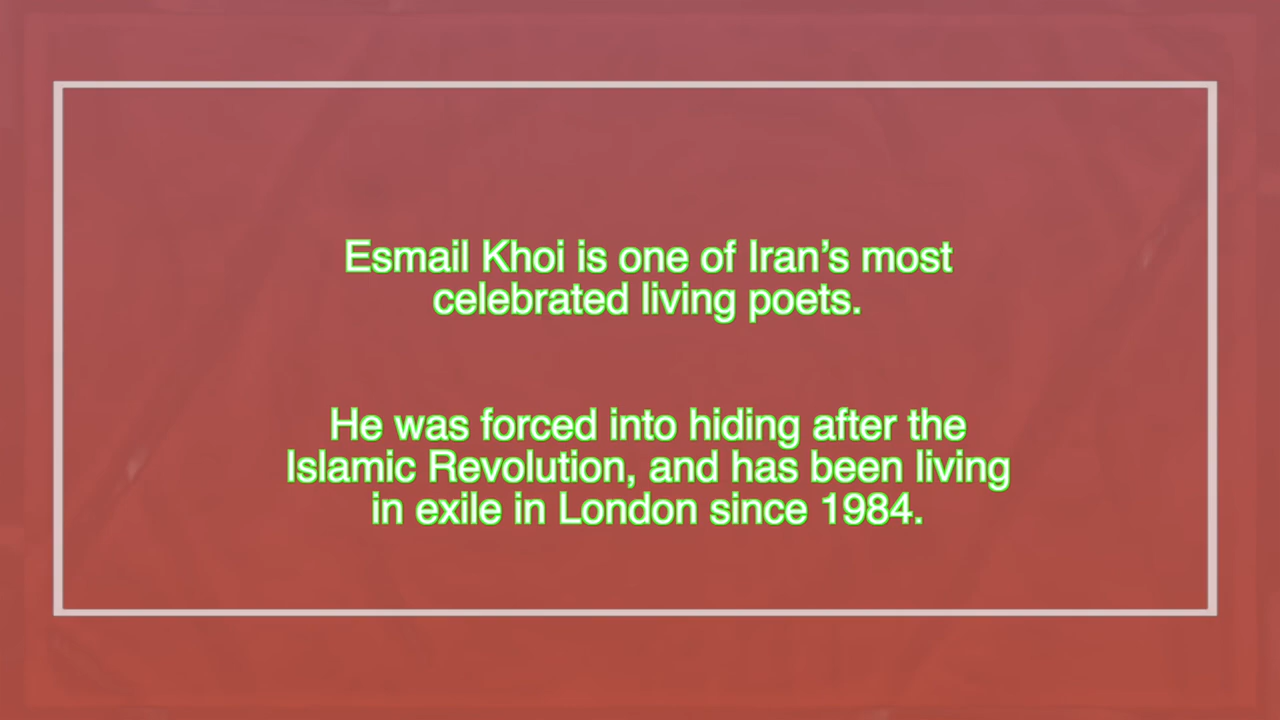 Esmail Khoi is one of Iran’s most
celebrated living poets.
He was forced into hiding after the
Islamic Revolution, and has been living
in exile in London since 1984.